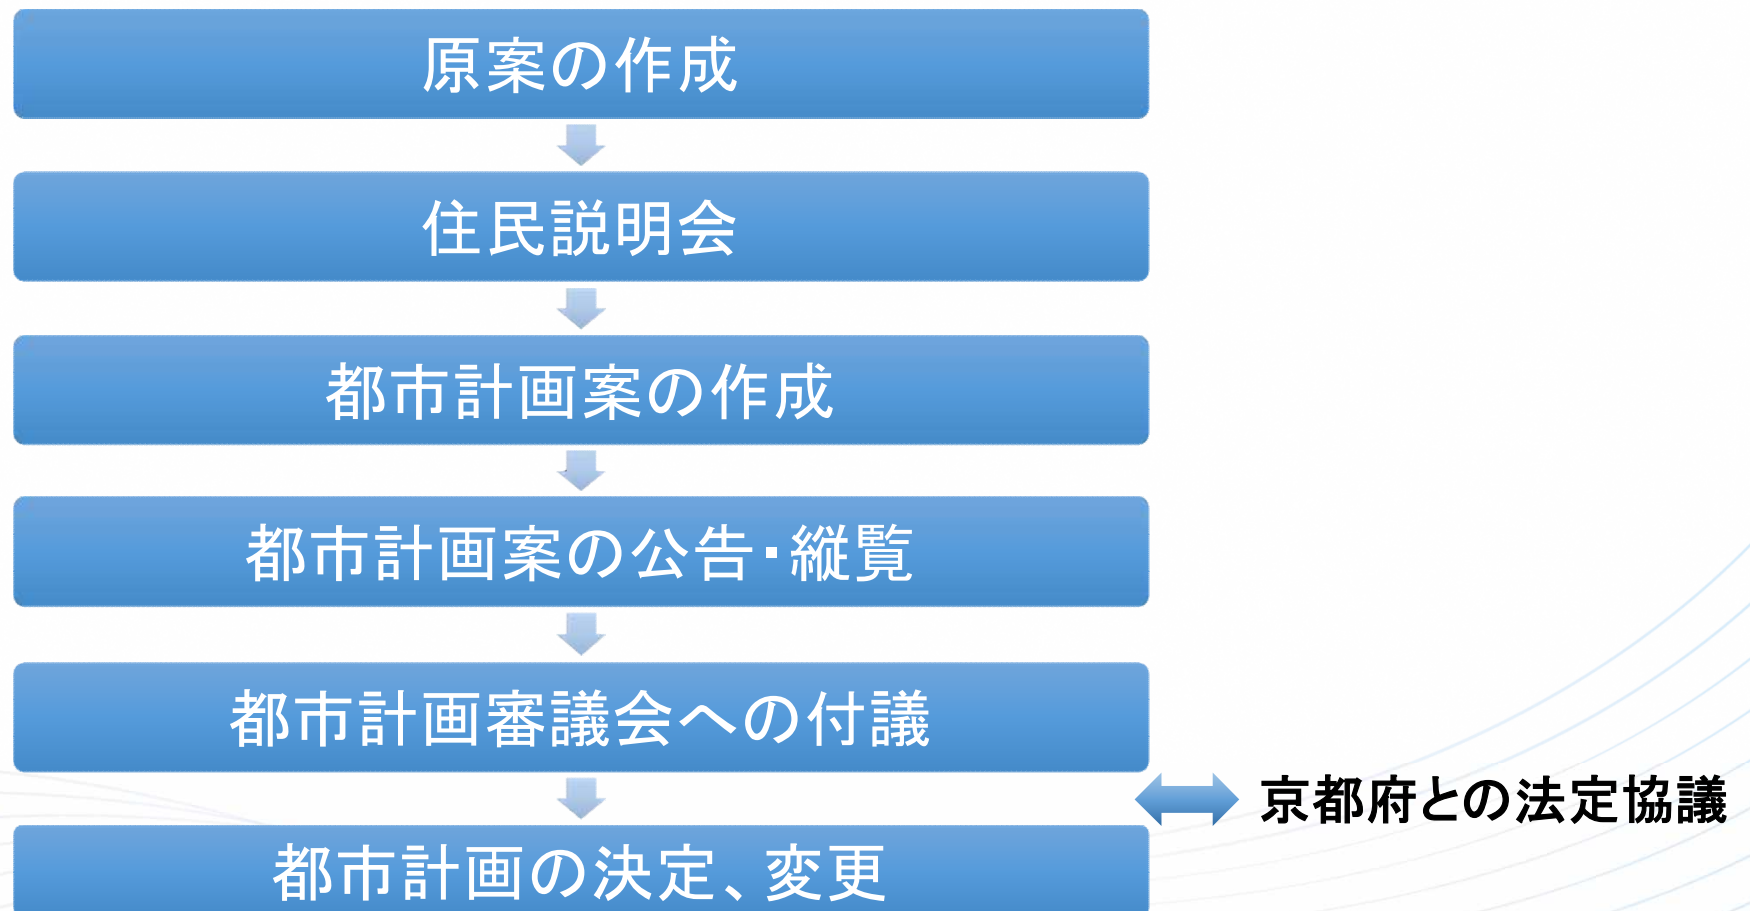 原案の作成
住民説明会
都市計画案の作成
都市計画案の公告・縦覧
都市計画審議会への付議
京都府との法定協議
都市計画の決定、変更